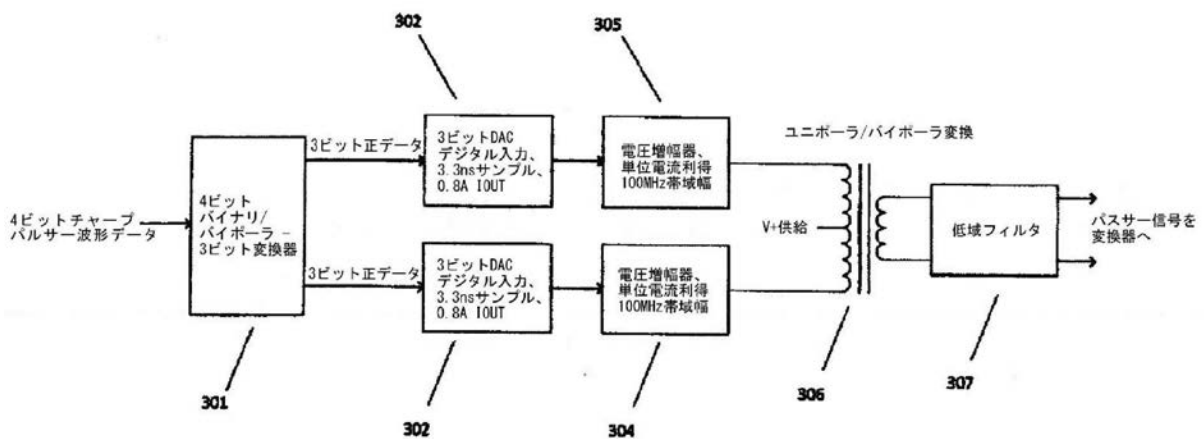 302
305
3ビット正データ
3ビットDAC
デジタル入力、
3.3nsサンプル、
0.8A IOUT
電圧増幅器、
単位電流利得
100MHz帯域幅
ユニポーラ/バイポーラ変換
4ビットチャープ
パルサー波形データ
4ビット
バイナリ/
バイポーラ -
3ビット変換器
V+供給
低域フィルタ
パスサー信号を
変換器へ
3ビット正データ
3ビットDAC
デジタル入力、
3.3nsサンプル、
0.8A IOUT
電圧増幅器、
単位電流利得
100MHz帯域幅
301
302
304
306
307